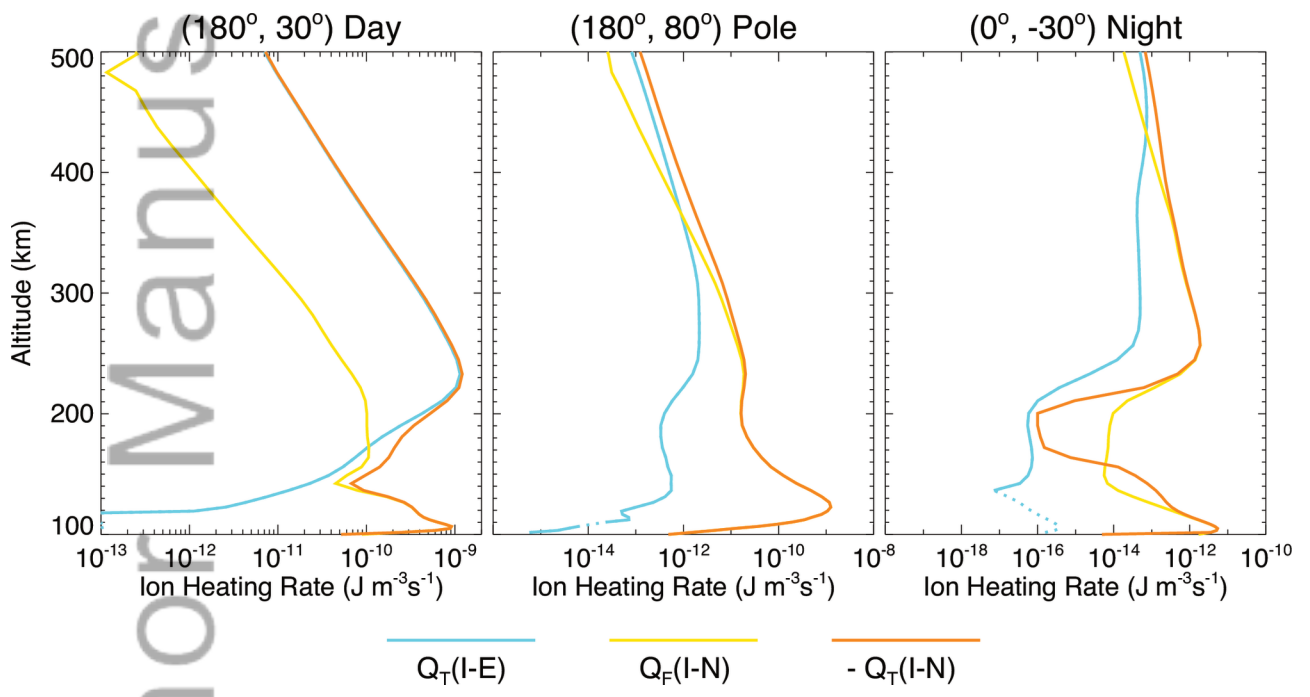 (180°, 30°) Day (180°, 80°) Pole (0°, -30°) Night
500
400
300
200
100
Altitude (km)
10⁻¹³ 10⁻¹² 10⁻¹¹ 10⁻¹⁰ 10⁻⁹ 10⁻¹⁴ 10⁻¹² 10⁻¹⁰ 10⁻⁸ 10⁻¹⁸ 10⁻¹⁶ 10⁻¹⁴ 10⁻¹² 10⁻¹⁰
Ion Heating Rate (J m⁻³s⁻¹) Ion Heating Rate (J m⁻³s⁻¹) Ion Heating Rate (J m⁻³s⁻¹)
Q_T(I-E) Q_F(I-N) - Q_T(I-N)
hor Manus